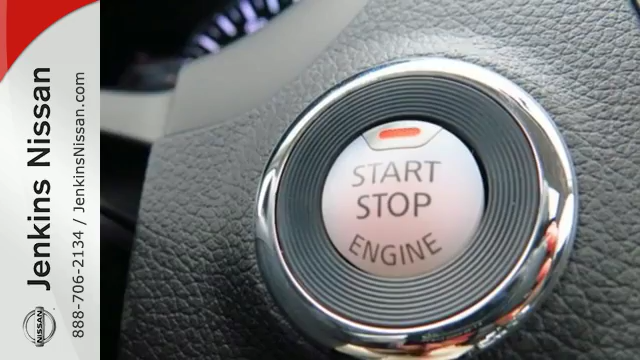 Jenkins Nissan
888-706-2134 / JenkinsNissan.com
NISSAN
START
STOP
ENGINE